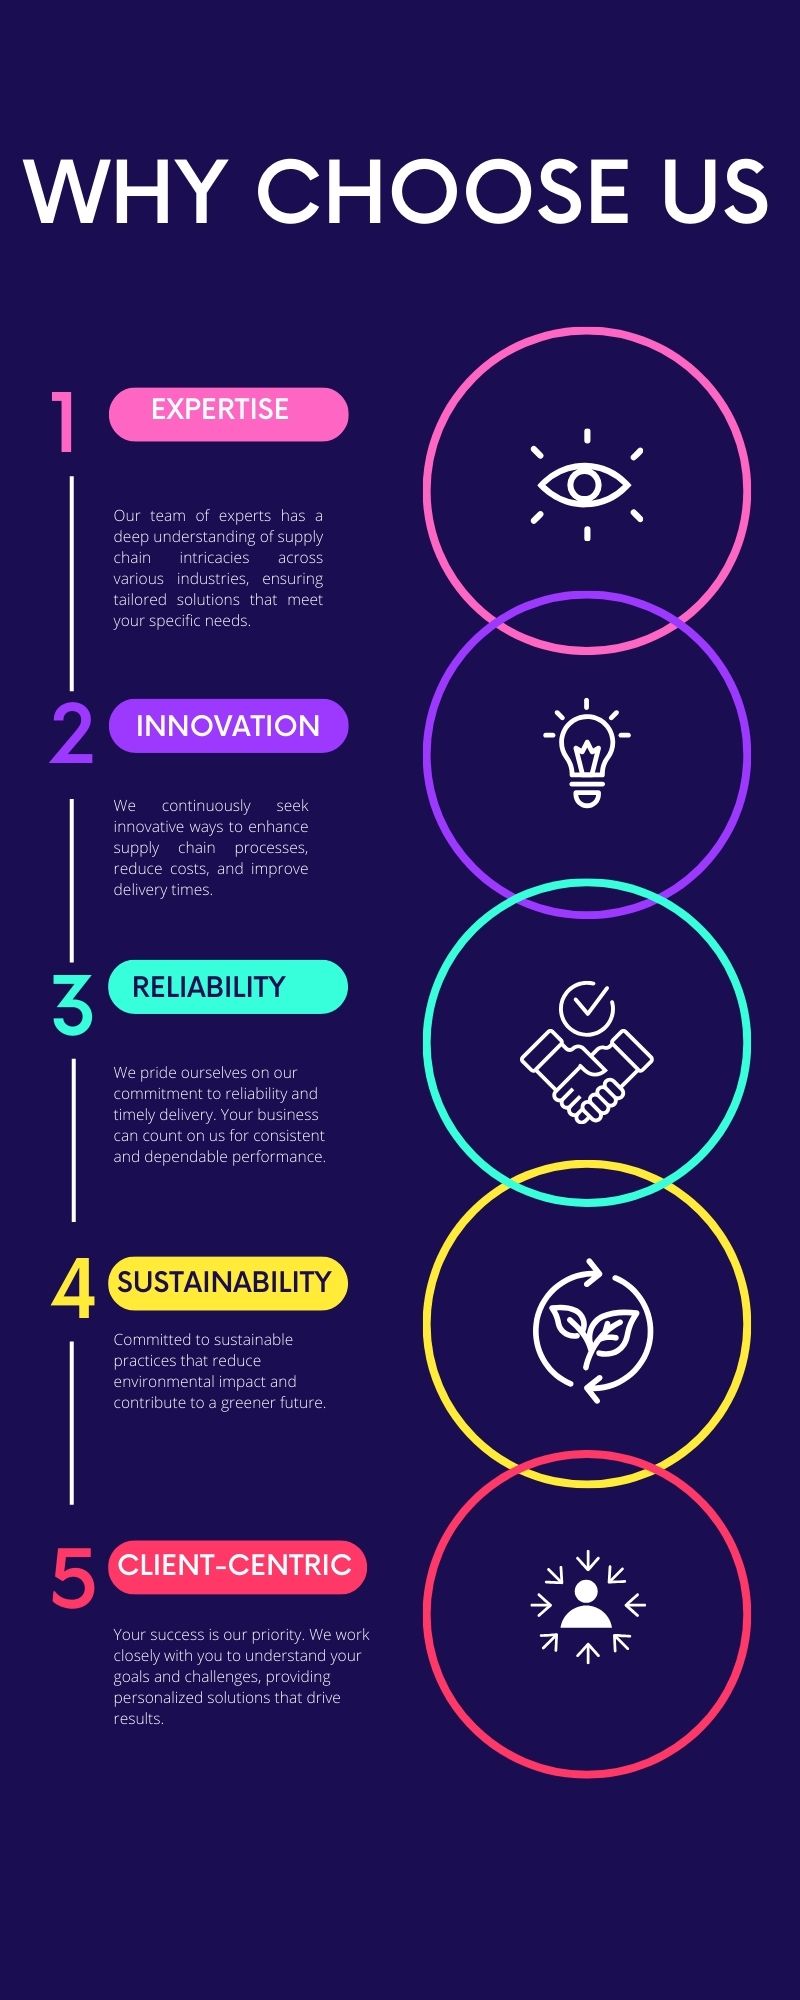 WHY CHOOSE US
1
EXPERTISE
Our team of experts has a
deep understanding of supply
chain intricacies across
various industries, ensuring
tailored solutions that meet
your specific needs.
2
INNOVATION
We continuously seek
innovative ways to enhance
supply chain processes,
reduce costs, and improve
delivery times.
3
RELIABILITY
We pride ourselves on our
commitment to reliability and
timely delivery. Your business
can count on us for consistent
and dependable performance.
4
SUSTAINABILITY
Committed to sustainable
practices that reduce
environmental impact and
contribute to a greener future.
5
CLIENT-CENTRIC
Your success is our priority. We work
closely with you to understand your
goals and challenges, providing
personalized solutions that drive
results.